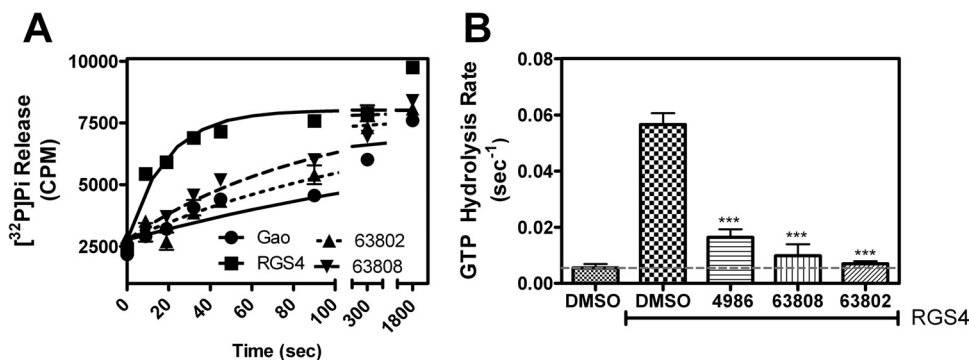 A
[³²P]Pi Release
(CPM)
10000
7500
5000
2500
0
20
40
60
80
100
300
1800
Time (sec)
Gao
RGS4
63802
63808
B
GTP Hydrolysis Rate
(sec⁻¹)
0.08
0.06
0.04
0.02
0.00
***
***
***
DMSO
DMSO
4986
63808
63802
RGS4